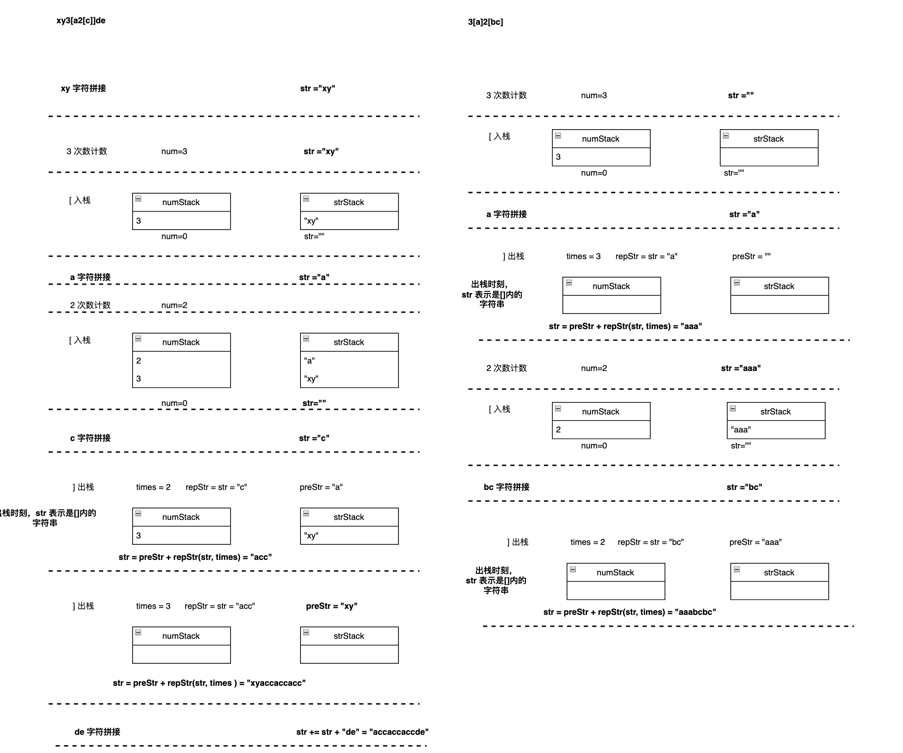 xy3[a2[c]]de
xy 字符拼接 str ="xy"
3 次数计数 num=3 str ="xy"
[ 入栈 numStack strStack
3 "xy"
num=0 str=""
a 字符拼接 str ="a"
2 次数计数 num=2
[ 入栈 numStack strStack
2 "a"
3 "xy"
num=0 str=""
c 字符拼接 str ="c"
] 出栈 times = 2 repStr = str = "c" preStr = "a"
栈时刻，str 表示是[]内的
字符串
numStack strStack
3 "xy"
str = preStr + repStr(str, times) = "acc"
] 出栈 times = 3 repStr = str = "acc" preStr = "xy"
numStack strStack
str = preStr + repStr(str, times ) = "xyaccaccacc"
de 字符拼接 str += str + "de" = "accaccaccde"
3[a]2[bc]
3 次数计数 num=3 str =""
[ 入栈 numStack strStack
3
num=0 str=""
a 字符拼接 str ="a"
] 出栈 times = 3 repStr = str = "a" preStr = ""
出栈时刻，
str 表示是[]内的
字符串
numStack strStack
str = preStr + repStr(str, times) = "aaa"
2 次数计数 num=2 str ="aaa"
[ 入栈 numStack strStack
2 "aaa"
num=0 str=""
bc 字符拼接 str ="bc"
] 出栈 times = 2 repStr = str = "bc" preStr = "aaa"
出栈时刻，
str 表示是[]内的
字符串
numStack strStack
str = preStr + repStr(str, times) = "aaabcbc"